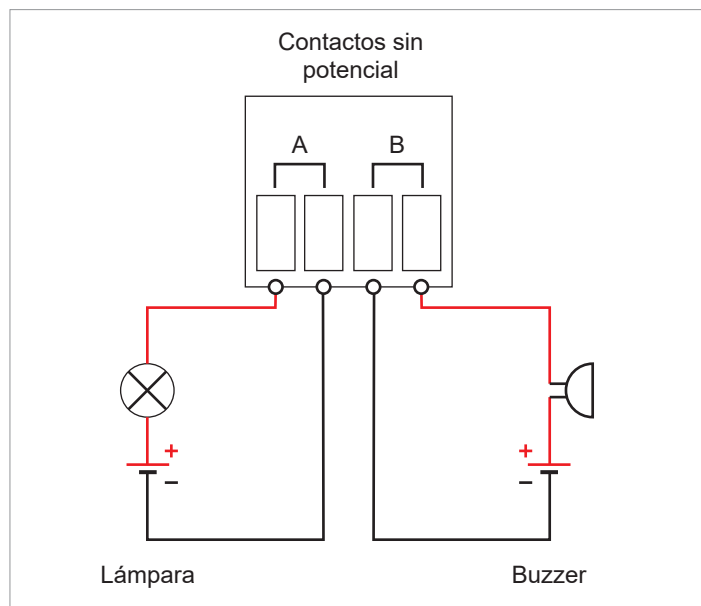 Contactos sin
potencial
A
B
+
−
+
−
Lámpara
Buzzer